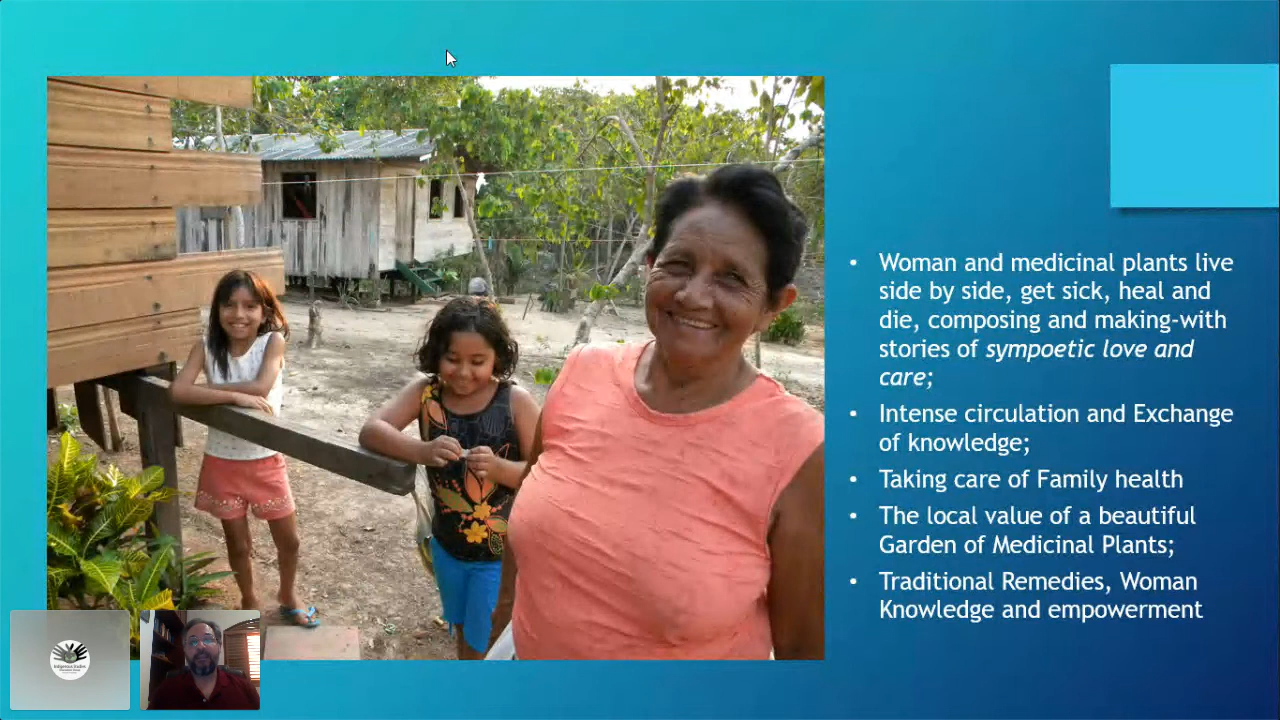 • Woman and medicinal plants live
side by side, get sick, heal and
die, composing and making-with
stories of sympoetic love and
care;
• Intense circulation and Exchange
of knowledge;
• Taking care of Family health
• The local value of a beautiful
Garden of Medicinal Plants;
• Traditional Remedies, Woman
Knowledge and empowerment
Indigenous Studies